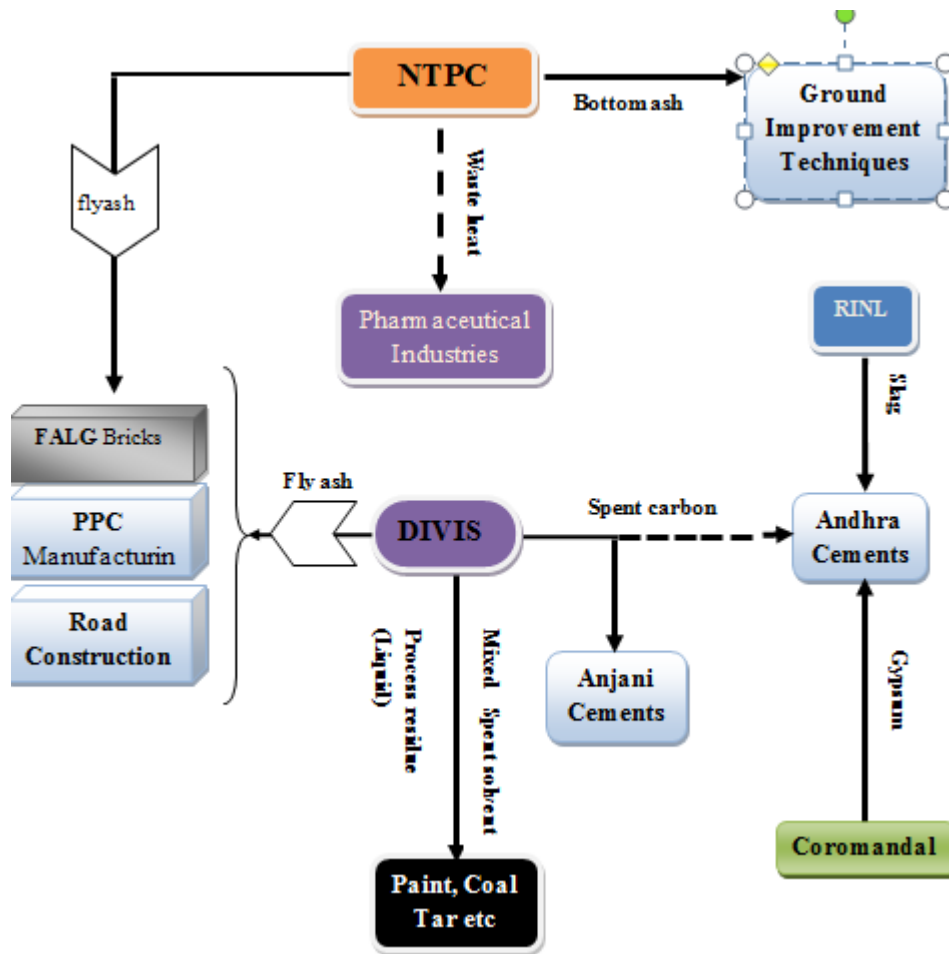 NTPC
Bottom ash
Ground
Improvement
Techniques
flyash
Waste heat
Pharmaceutical
Industries
RINL
Slag
FALG Bricks
PPC
Manufacturin
Road
Construction
Fly ash
DIVIS
Spent carbon
Andhra
Cements
Anjani
Cements
Process residue
(Liquid)
Mixed Spent solvent
Gypsum
Coromandal
Paint, Coal
Tar etc